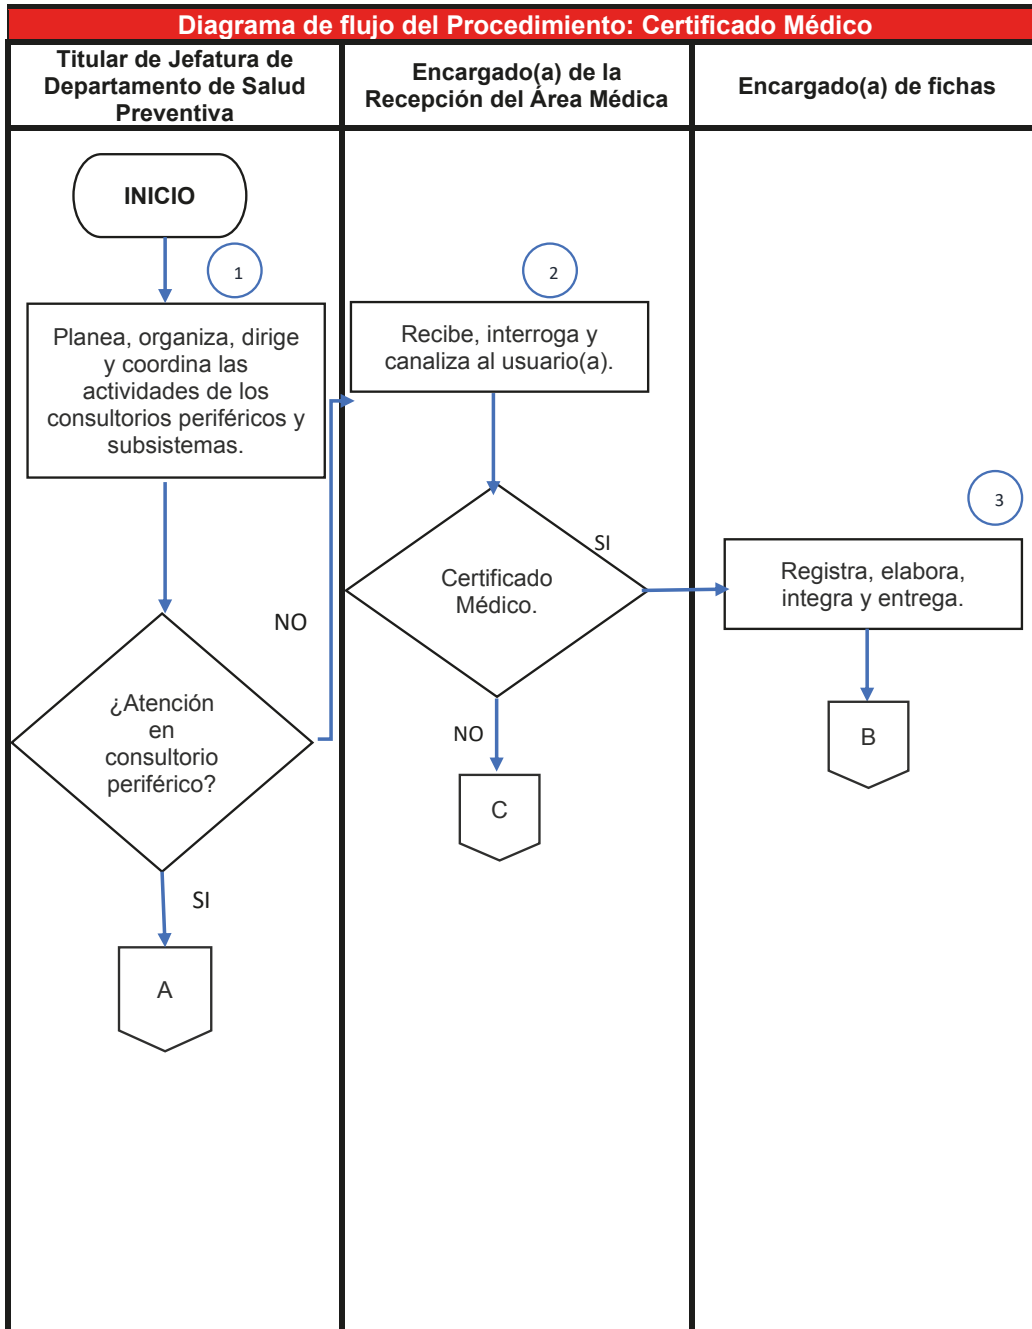 Diagrama de flujo del Procedimiento: Certificado Médico
Titular de Jefatura de
Departamento de Salud
Preventiva
Encargado(a) de la
Recepción del Área Médica
Encargado(a) de fichas
INICIO
1
Planea, organiza, dirige
y coordina las
actividades de los
consultorios periféricos y
subsistemas.
NO
¿Atención
en
consultorio
periférico?
SI
A
2
Recibe, interroga y
canaliza al usuario(a).
SI
Certificado
Médico.
NO
C
3
Registra, elabora,
integra y entrega.
B